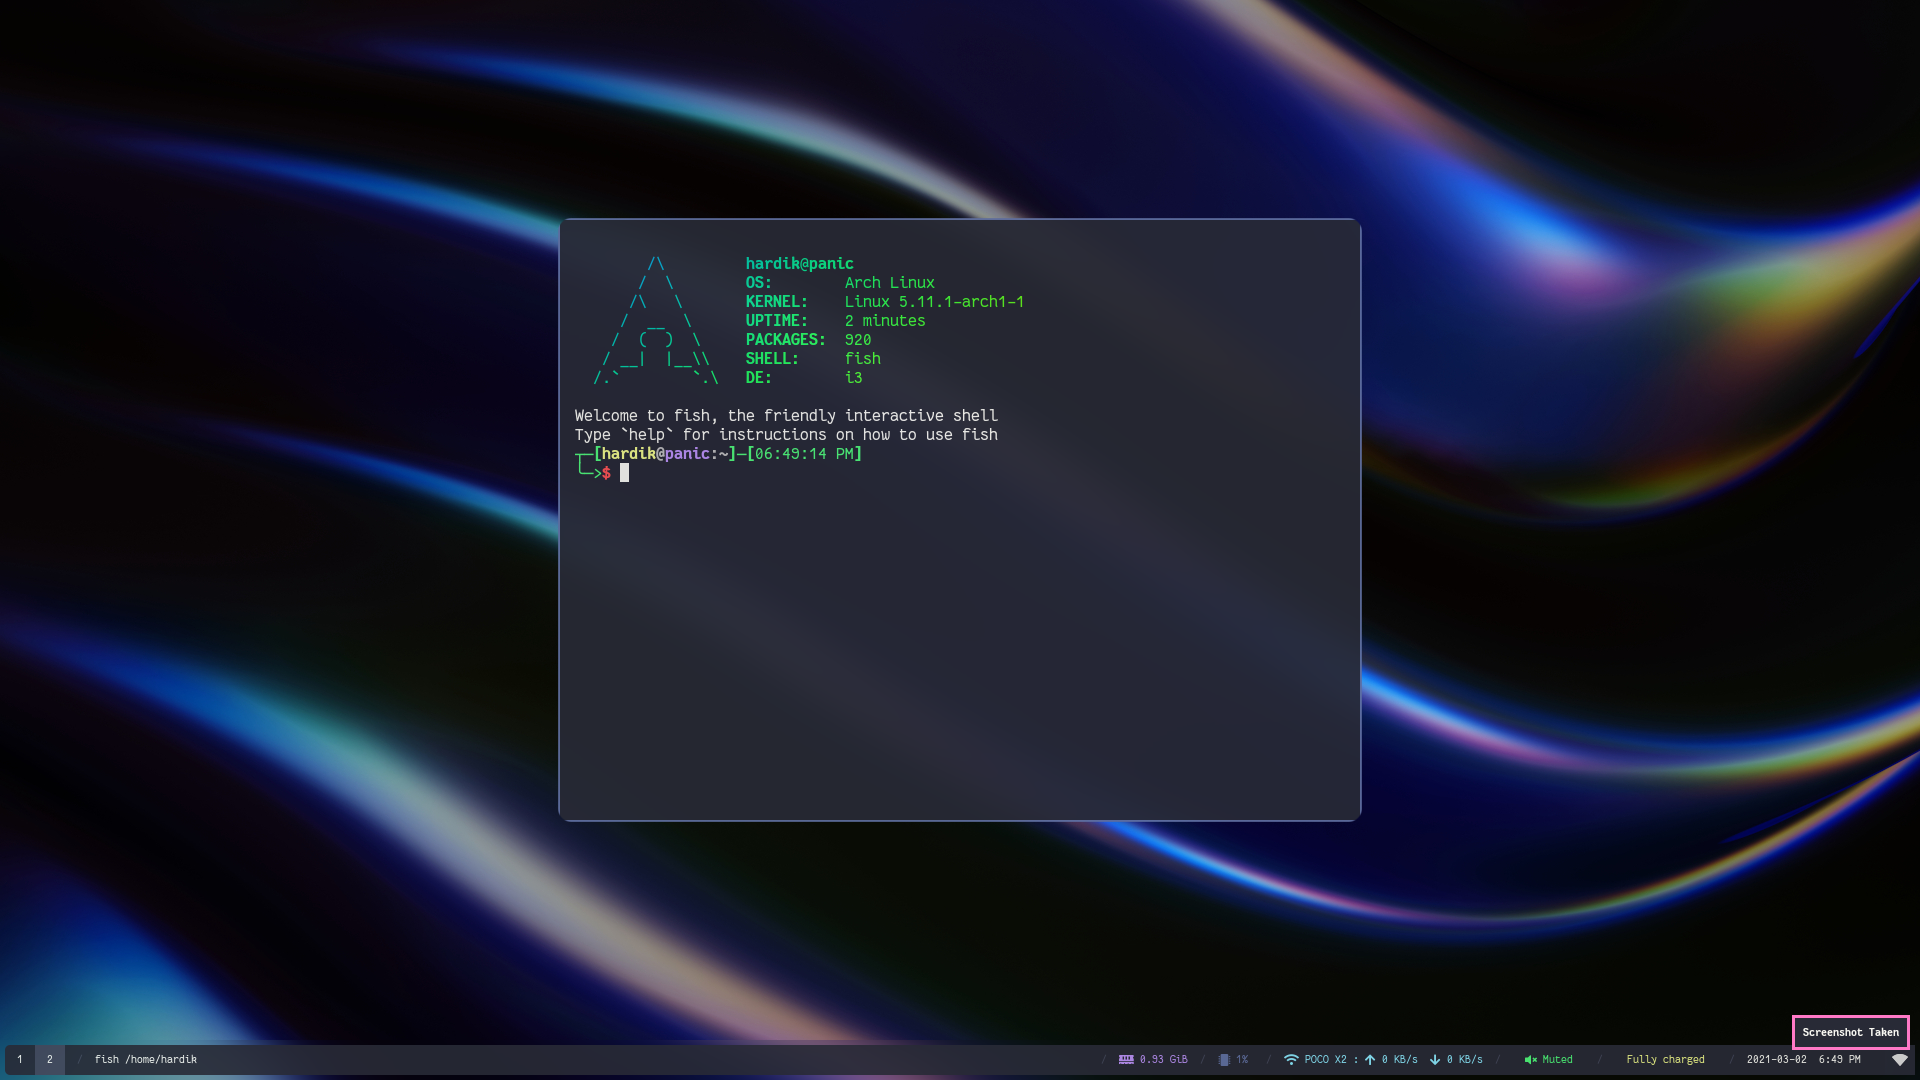 hardik@panic
OS: Arch Linux
KERNEL: Linux 5.11.1-arch1-1
UPTIME: 2 minutes
PACKAGES: 920
SHELL: fish
DE: i3
Welcome to fish, the friendly interactive shell
Type `help` for instructions on how to use fish
[hardik@panic:~]-[06:49:14 PM]
>$
Screenshot Taken
1 2 / fish /home/hardik / 0.93 GiB / 1% / POCO X2 : 0 KB/s 0 KB/s / Muted / Fully charged / 2021-03-02 6:49 PM